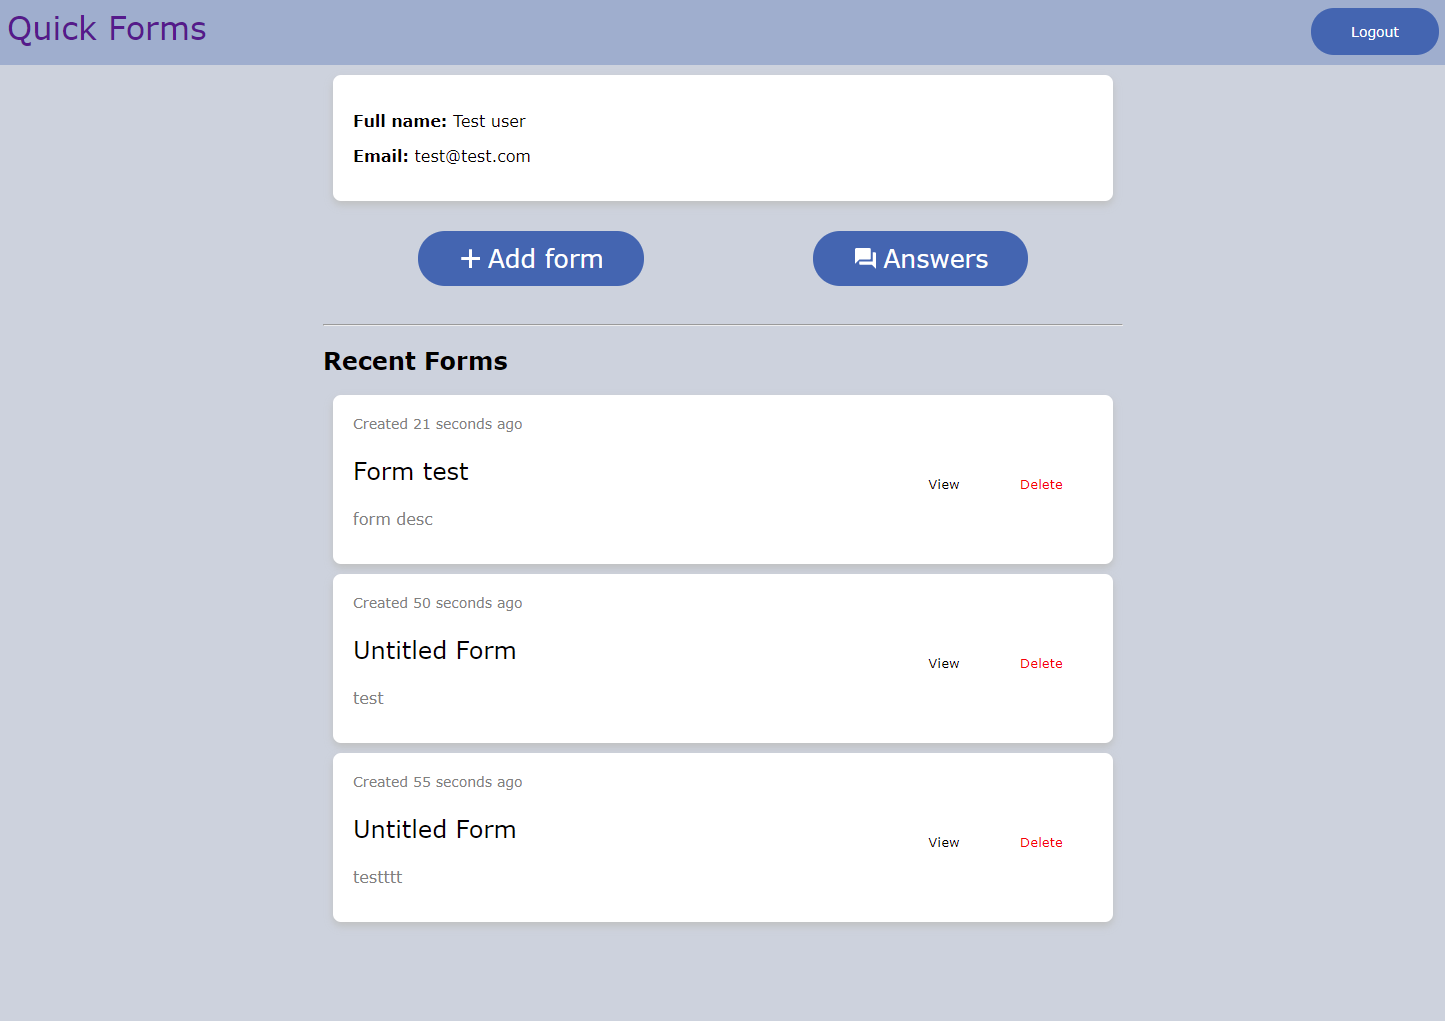 Quick Forms
Logout
Full name: Test user
Email: test@test.com
Add form
Answers
Recent Forms
Created 21 seconds ago
Form test
View
Delete
form desc
Created 50 seconds ago
Untitled Form
View
Delete
test
Created 55 seconds ago
Untitled Form
View
Delete
testttt